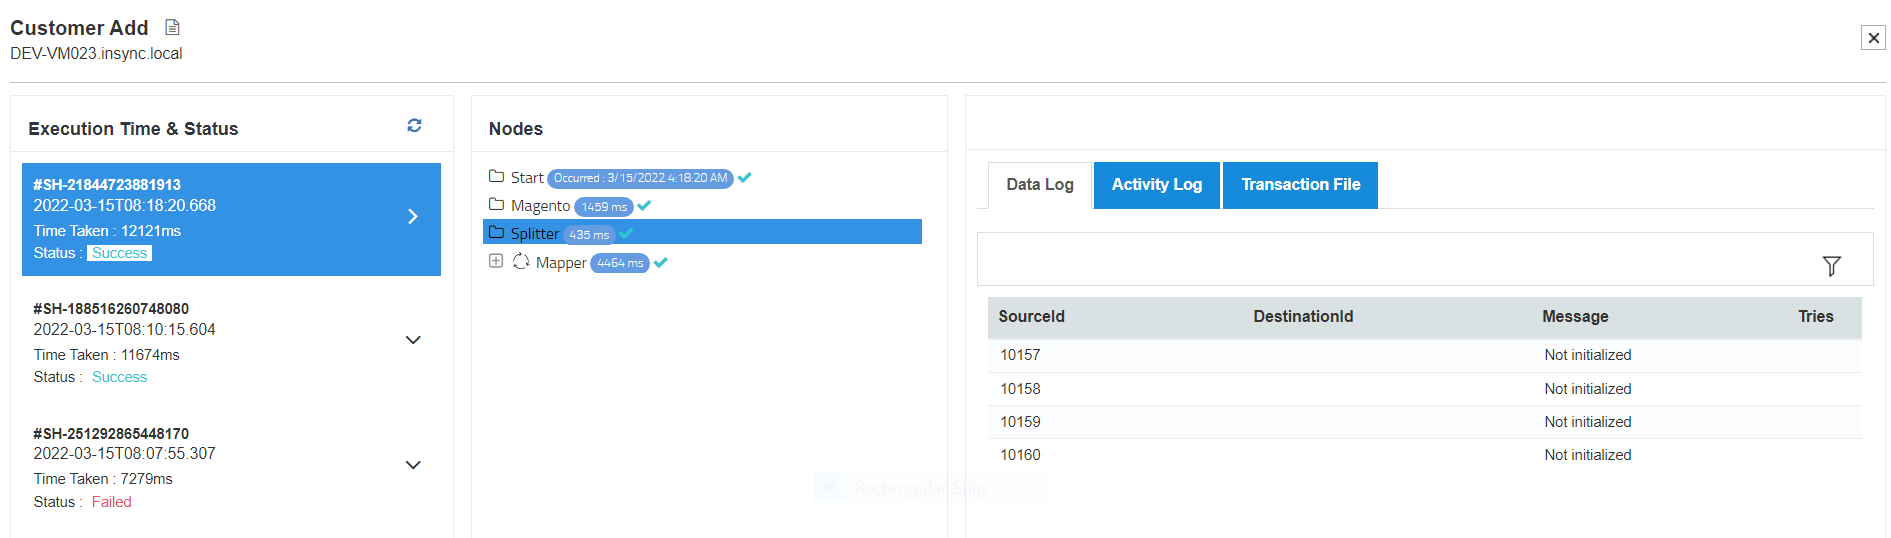 Customer Add
DEV-VM023.insync.local
Execution Time & Status
#SH-21844723881913
2022-03-15T08:18:20.668
Time Taken : 12121ms
Status : Success
#SH-188516260748080
2022-03-15T08:10:15.604
Time Taken : 11674ms
Status : Success
#SH-251292865448170
2022-03-15T08:07:55.307
Time Taken : 7279ms
Status : Failed
Nodes
Start Occurred : 3/15/2022 4:18:20 AM
Magento 1459 ms
Splitter 435 ms
Mapper 4464 ms
Data Log Activity Log Transaction File
SourceId DestinationId Message Tries
10157 Not initialized
10158 Not initialized
10159 Not initialized
10160 Not initialized
Rectangular Snip